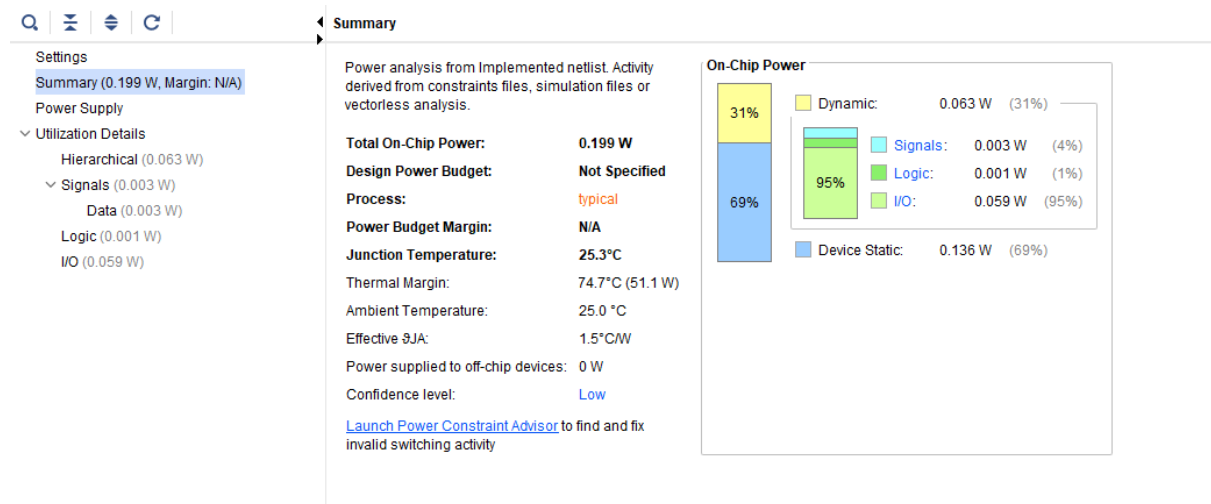 Summary
Settings
Summary (0.199 W, Margin: N/A)
Power Supply
Utilization Details
Hierarchical (0.063 W)
Signals (0.003 W)
Data (0.003 W)
Logic (0.001 W)
I/O (0.059 W)
Power analysis from Implemented netlist. Activity
derived from constraints files, simulation files or
vectorless analysis.
Total On-Chip Power: 0.199 W
Design Power Budget: Not Specified
Process: typical
Power Budget Margin: N/A
Junction Temperature: 25.3°C
Thermal Margin: 74.7°C (51.1 W)
Ambient Temperature: 25.0 °C
Effective ϑJA: 1.5°C/W
Power supplied to off-chip devices: 0 W
Confidence level: Low
Launch Power Constraint Advisor to find and fix
invalid switching activity
On-Chip Power
31%
69%
Dynamic: 0.063 W (31%)
95%
Signals: 0.003 W (4%)
Logic: 0.001 W (1%)
I/O: 0.059 W (95%)
Device Static: 0.136 W (69%)